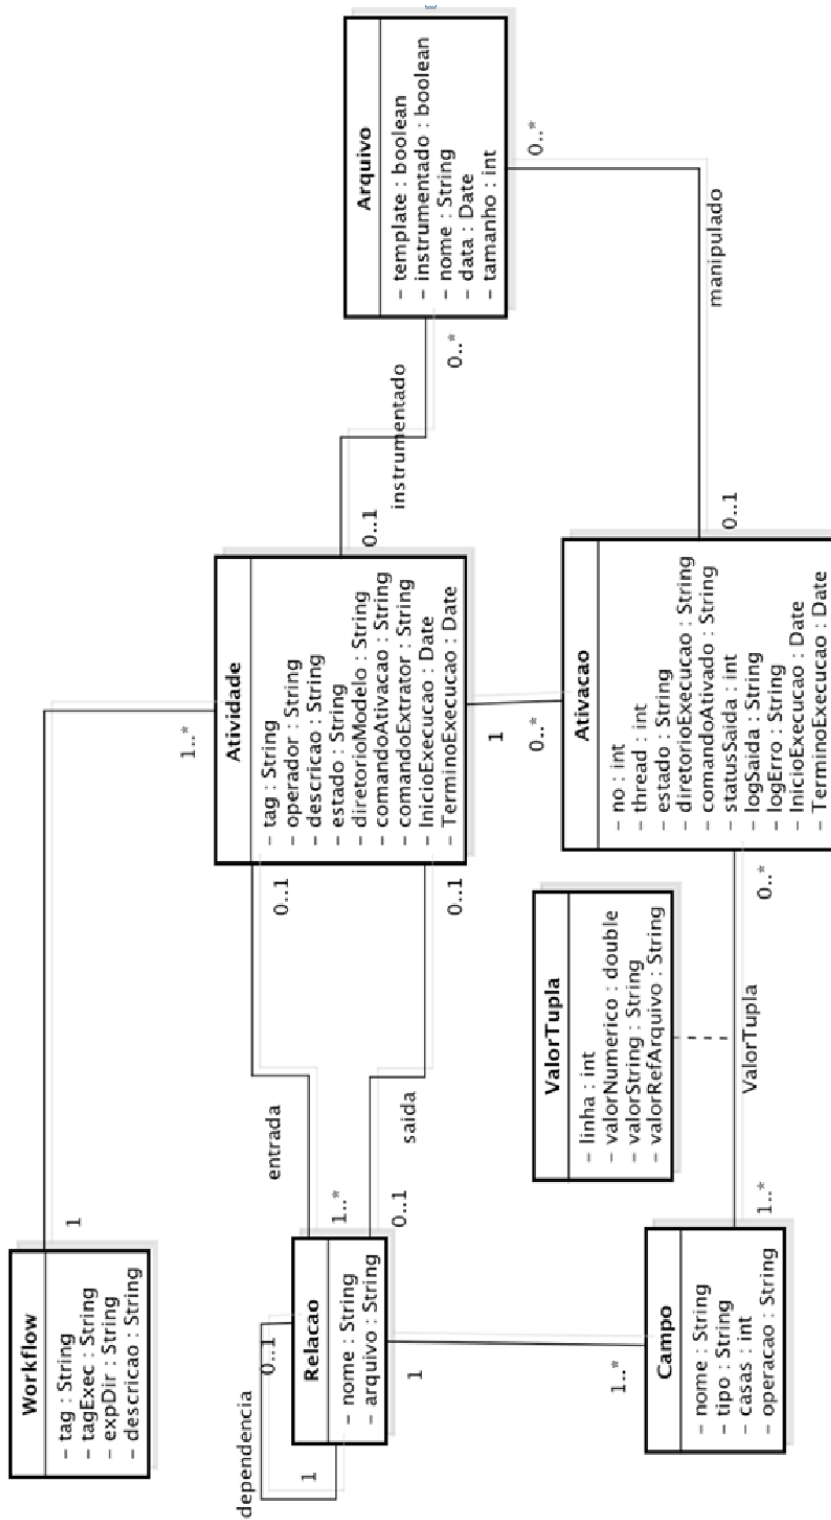 Workflow
− tag : String
− tagExec : String
− expDir : String
− descricao : String
1
1..*
dependencia
0..1
1
Relacao
− nome : String
− arquivo : String
entrada
1..*
0..1
saida
0..1
0..1
Atividade
− tag : String
− operador : String
− descricao : String
− estado : String
− diretorioModelo : String
− comandoAtivacao : String
− comandoExtrator : String
− InicioExecucao : Date
− TerminoExecucao : Date
0..1
instrumentado
0..*
Arquivo
− template : boolean
− instrumentado : boolean
− nome : String
− data : Date
− tamanho : int
0..*
manipulado
0..1
1
0..*
1
1..*
Campo
− nome : String
− tipo : String
− casas : int
− operacao : String
1..*
ValorTupla
0..*
ValorTupla
− linha : int
− valorNumerico : double
− valorString : String
− valorRefArquivo : String
Ativacao
− no : int
− thread : int
− estado : String
− diretorioExecucao : String
− comandoAtivado : String
− statusSaida : int
− logSaida : String
− logErro : String
− InicioExecucao : Date
− TerminoExecucao : Date